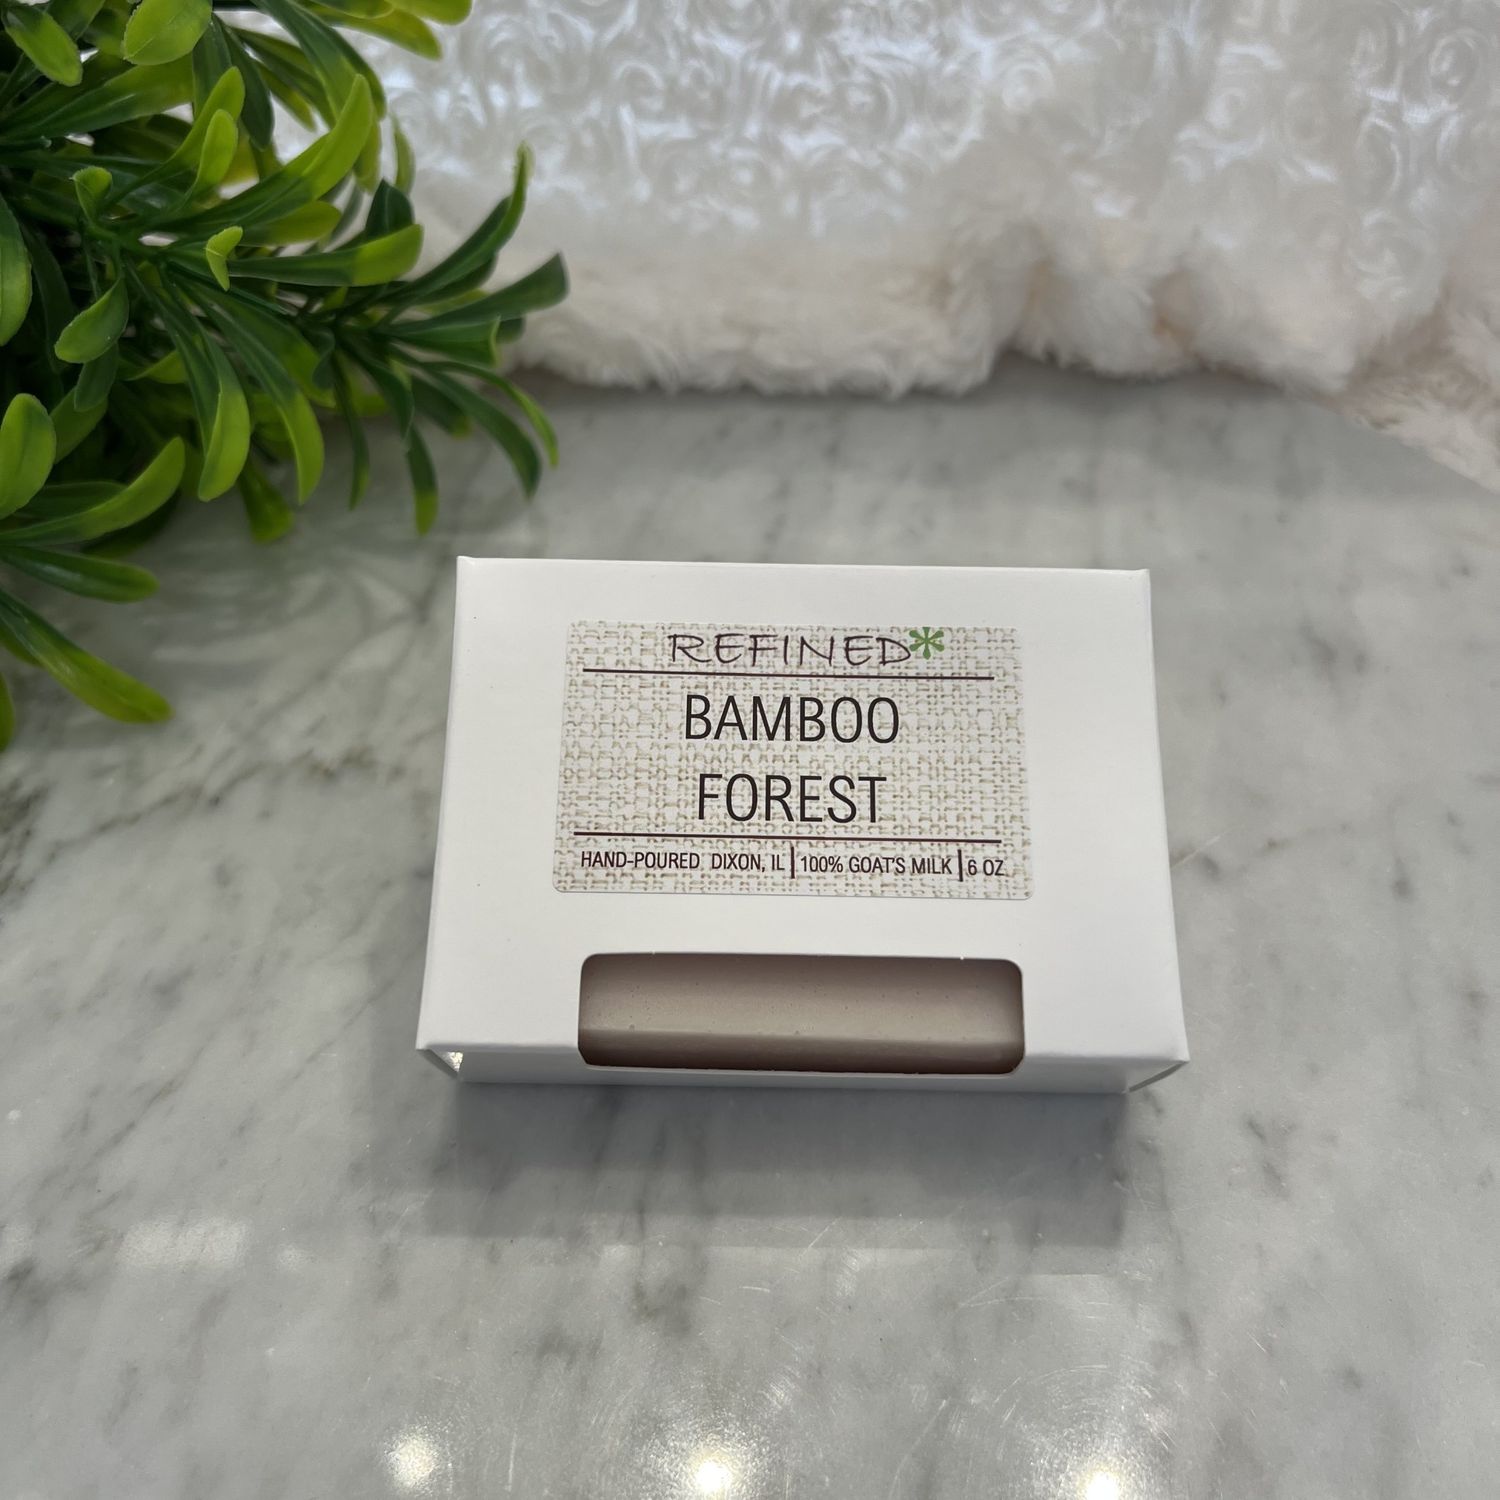 REFINED*
BAMBOO
FOREST
HAND-POURED, DIXON, IL | 100% GOAT'S MILK | 6 OZ.